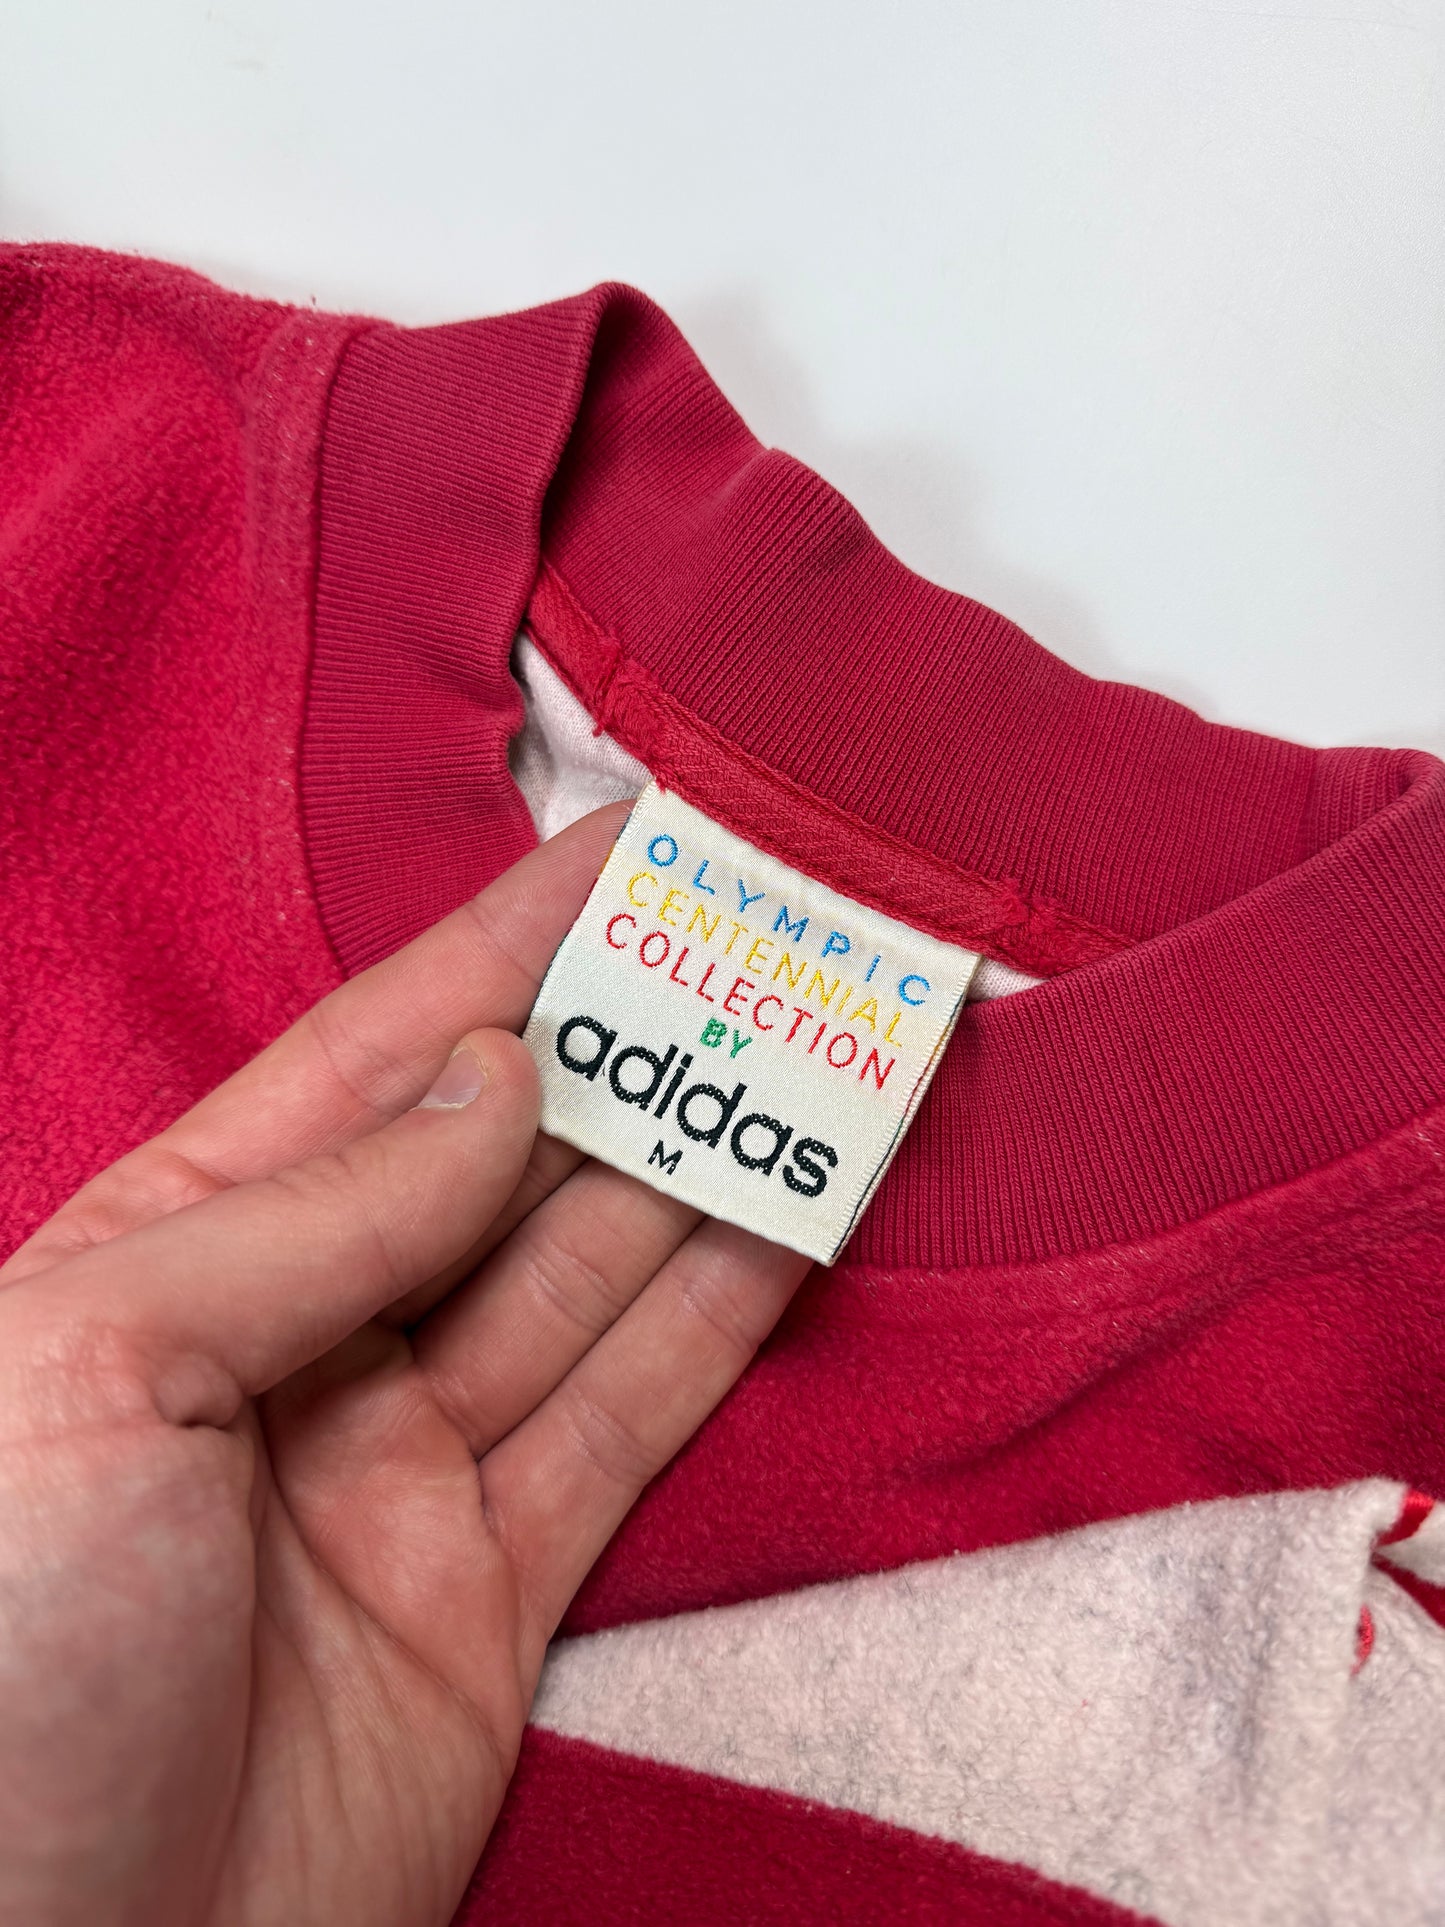 OLYMPIC
CENTENNIAL
COLLECTION
BY
adidas
M